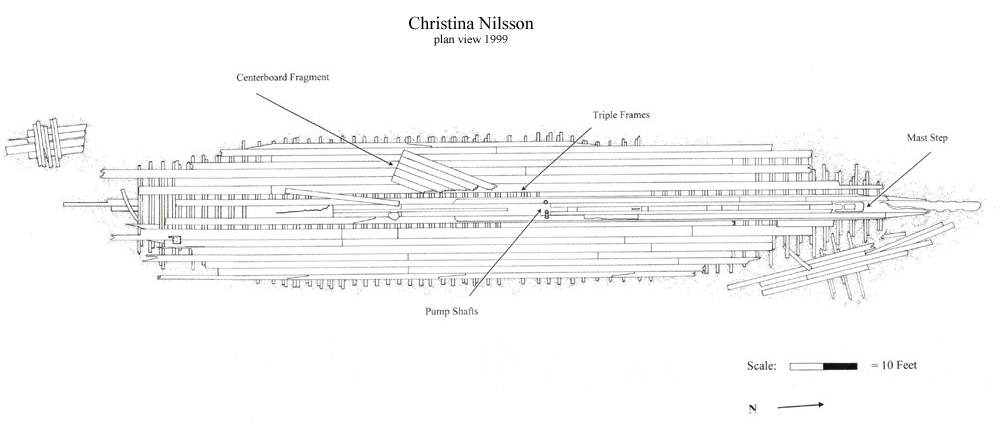 Christina Nilsson
plan view 1999
Centerboard Fragment
Triple Frames
Mast Step
Pump Shafts
Scale: = 10 Feet
N